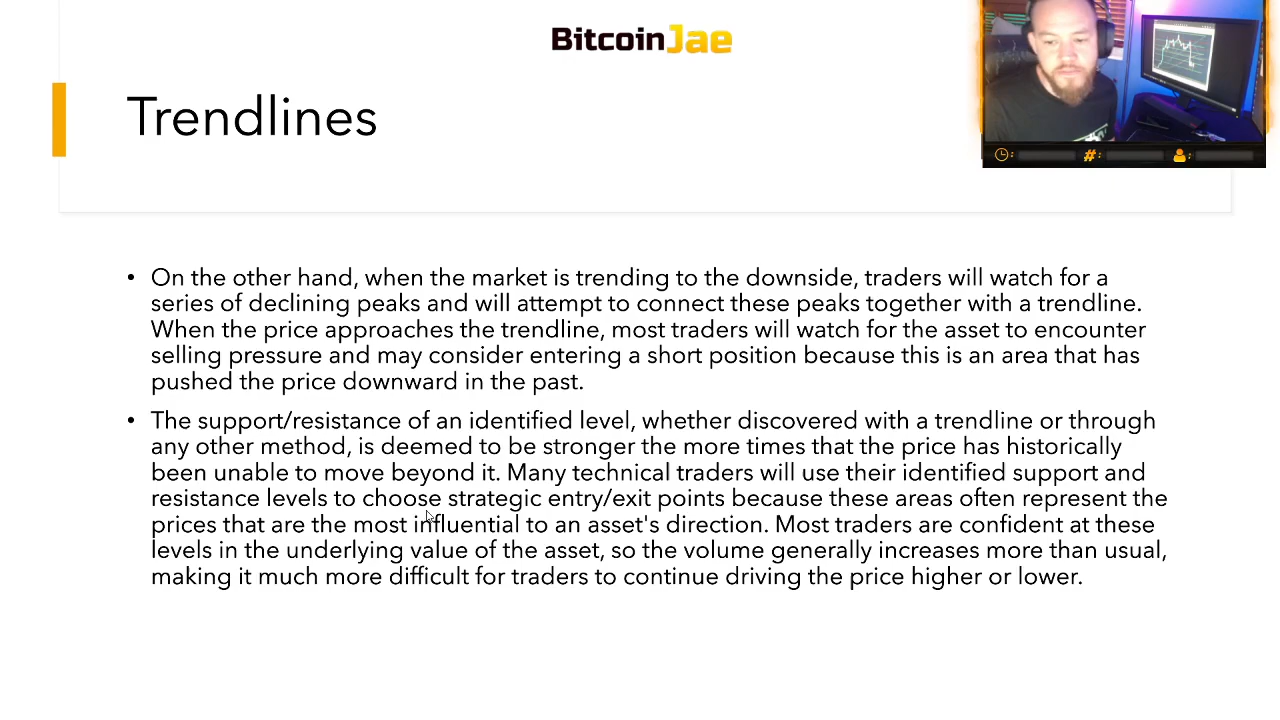 BitcoinJae
Trendlines
• On the other hand, when the market is trending to the downside, traders will watch for a
series of declining peaks and will attempt to connect these peaks together with a trendline.
When the price approaches the trendline, most traders will watch for the asset to encounter
selling pressure and may consider entering a short position because this is an area that has
pushed the price downward in the past.
• The support/resistance of an identified level, whether discovered with a trendline or through
any other method, is deemed to be stronger the more times that the price has historically
been unable to move beyond it. Many technical traders will use their identified support and
resistance levels to choose strategic entry/exit points because these areas often represent the
prices that are the most influential to an asset's direction. Most traders are confident at these
levels in the underlying value of the asset, so the volume generally increases more than usual,
making it much more difficult for traders to continue driving the price higher or lower.